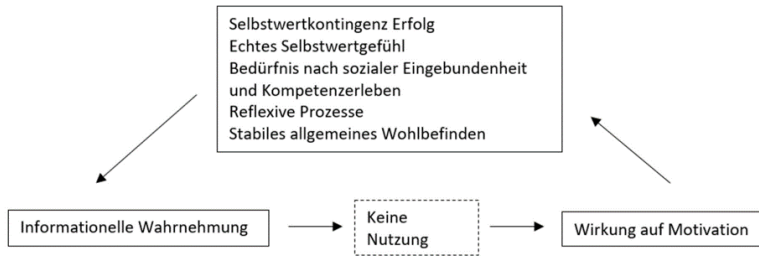 Selbstwertkontingenz Erfolg
Echtes Selbstwertgefühl
Bedürfnis nach sozialer Eingebundenheit
und Kompetenzerleben
Reflexive Prozesse
Stabiles allgemeines Wohlbefinden
Informationelle Wahrnehmung
Keine
Nutzung
Wirkung auf Motivation